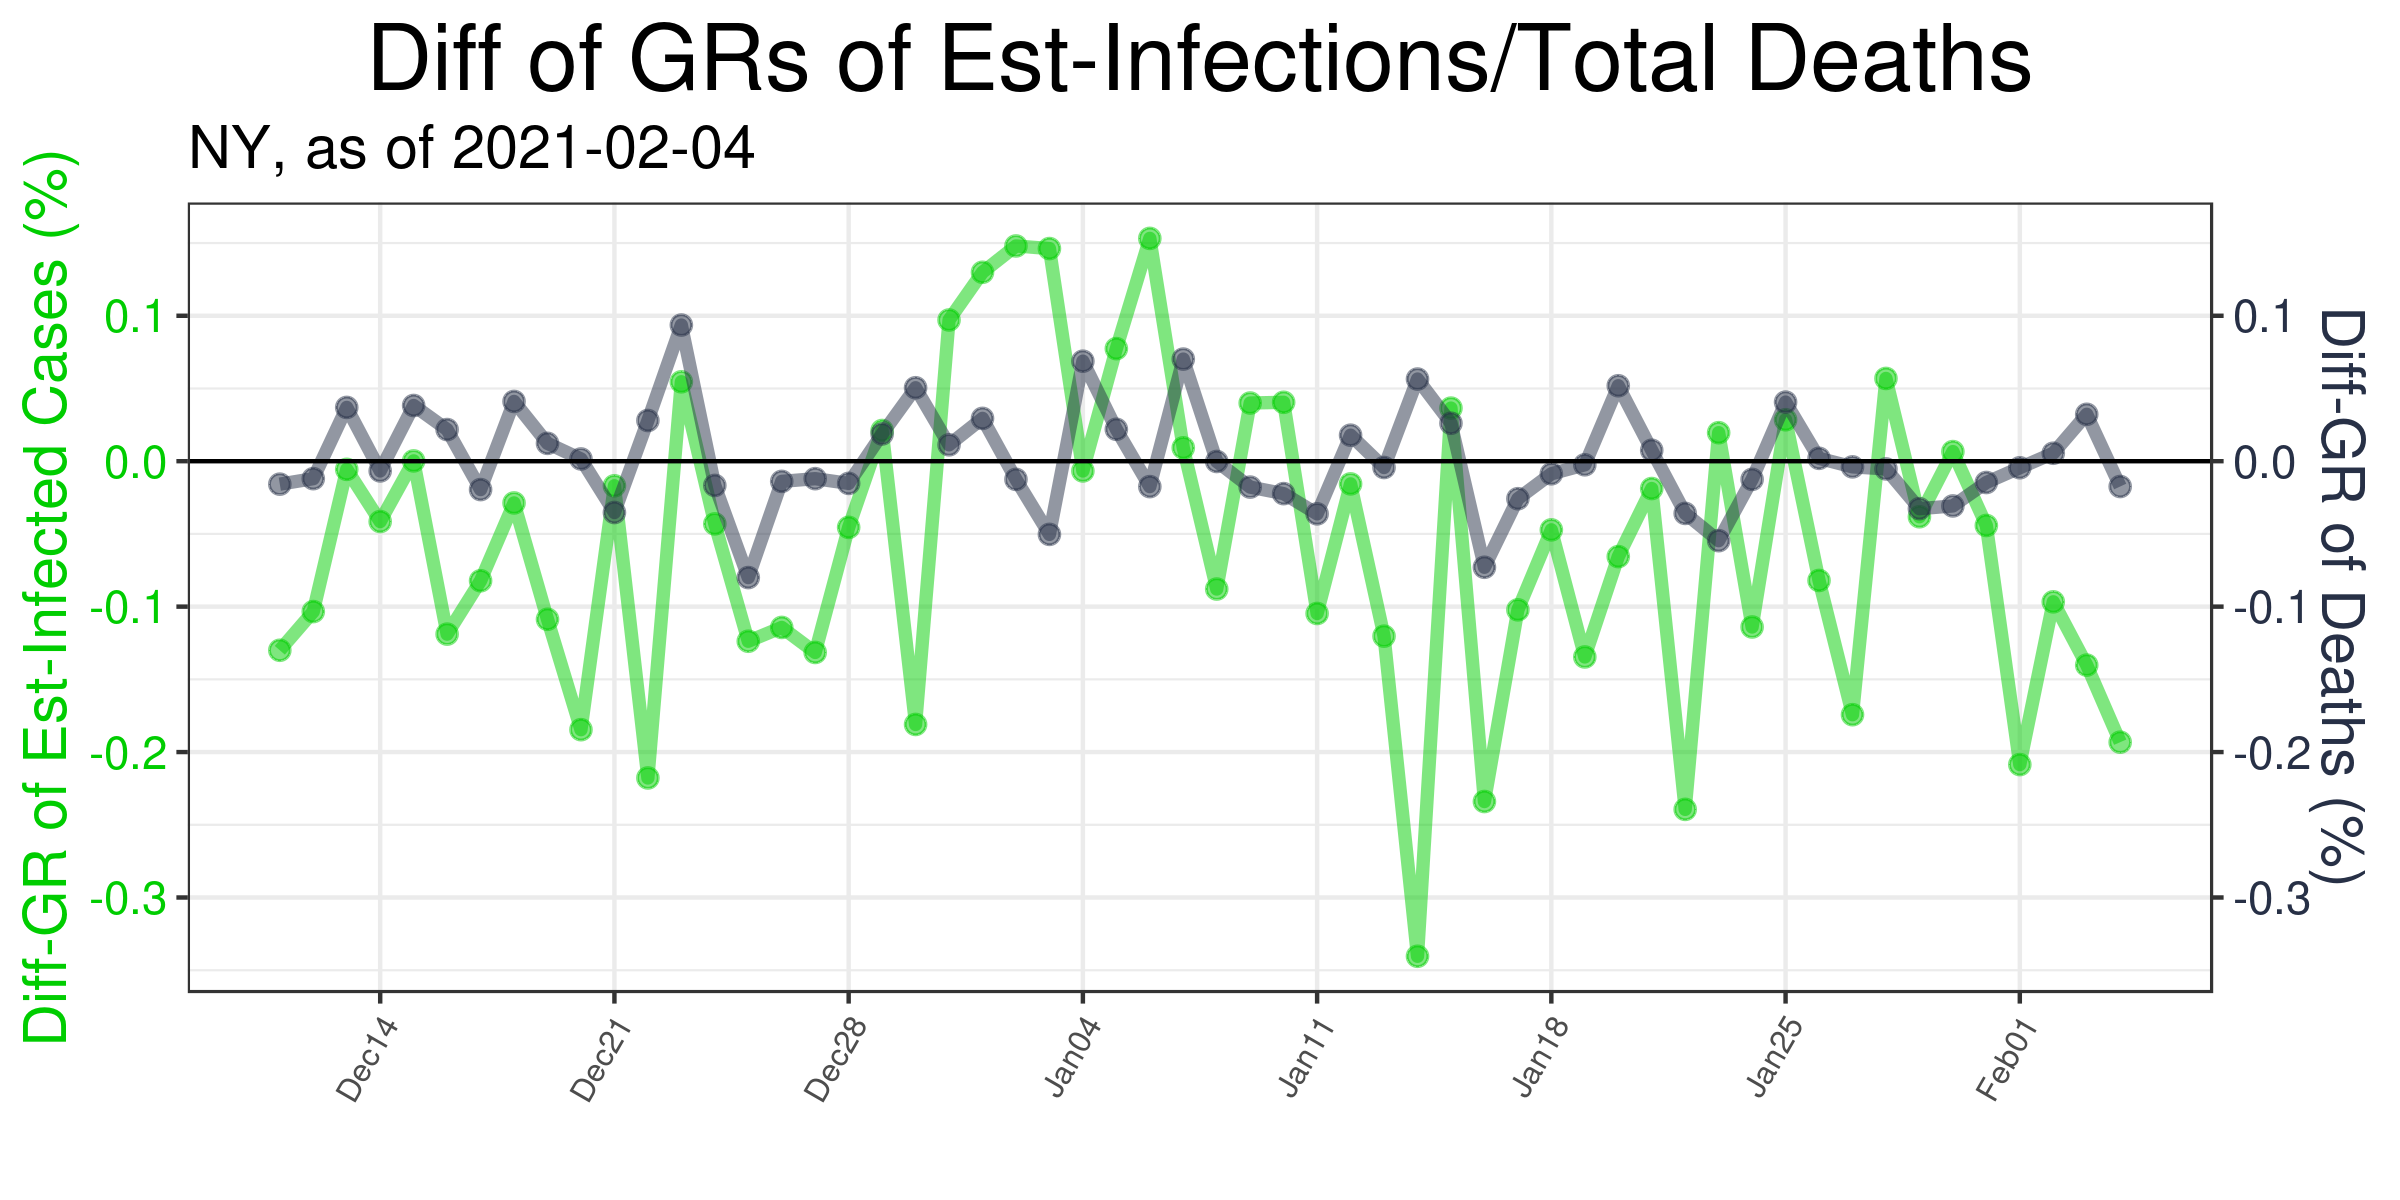 Diff of GRs of Est-Infections/Total Deaths
NY, as of 2021-02-04
Diff-GR of Est-Infected Cases (%)
0.1
0.0
-0.1
-0.2
-0.3
0.1
0.0
-0.1
-0.2
-0.3
Diff-GR of Deaths (%)
Dec14
Dec21
Dec28
Jan04
Jan11
Jan18
Jan25
Feb01